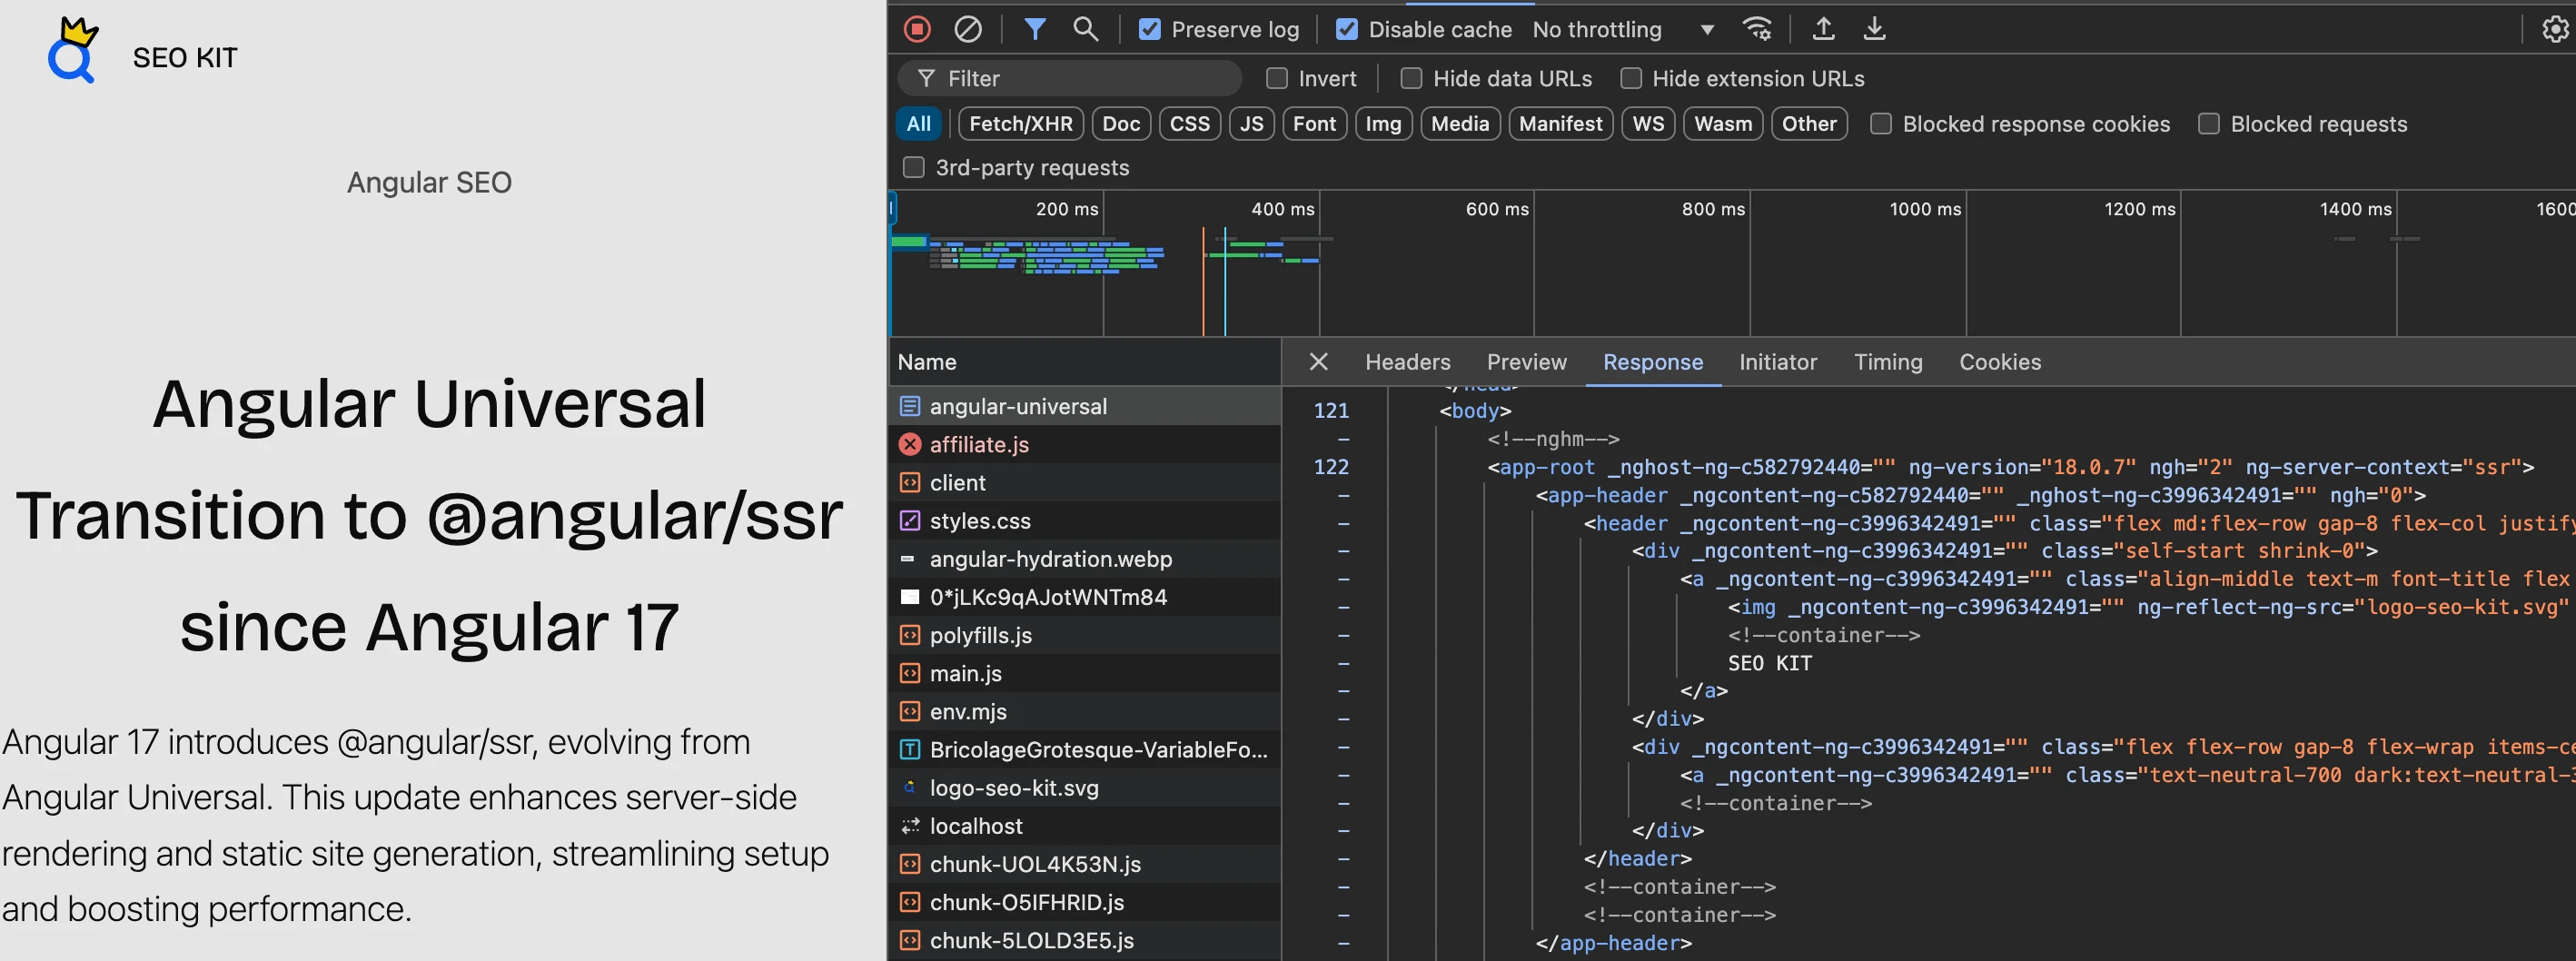 SEO KIT
Angular SEO
Angular Universal
Transition to @angular/ssr
since Angular 17
Angular 17 introduces @angular/ssr, evolving from
Angular Universal. This update enhances server-side
rendering and static site generation, streamlining setup
and boosting performance.
Preserve log Disable cache No throttling
Filter Invert Hide data URLs Hide extension URLs
All Fetch/XHR Doc CSS JS Font Img Media Manifest WS Wasm Other Blocked response cookies Blocked requests
3rd-party requests
200 ms 400 ms 600 ms 800 ms 1000 ms 1200 ms 1400 ms 1600
Name
angular-universal
affiliate.js
client
styles.css
angular-hydration.webp
0*jLKc9qAJotWNTm84
polyfills.js
main.js
env.mjs
BricolageGrotesque-VariableFo...
logo-seo-kit.svg
localhost
chunk-UOL4K53N.js
chunk-O5IFHRID.js
chunk-5LOLD3E5.js
Headers Preview Response Initiator Timing Cookies
</head>
121 <body>
– <!--nghm-->
122 <app-root _nghost-ng-c582792440="" ng-version="18.0.7" ngh="2" ng-server-context="ssr">
– <app-header _ngcontent-ng-c582792440="" _nghost-ng-c3996342491="" ngh="0">
– <header _ngcontent-ng-c3996342491="" class="flex md:flex-row gap-8 flex-col justify
– <div _ngcontent-ng-c3996342491="" class="self-start shrink-0">
– <a _ngcontent-ng-c3996342491="" class="align-middle text-m font-title flex
– <img _ngcontent-ng-c3996342491="" ng-reflect-ng-src="logo-seo-kit.svg"
– <!--container-->
– SEO KIT
– </a>
– </div>
– <div _ngcontent-ng-c3996342491="" class="flex flex-row gap-8 flex-wrap items-ce
– <a _ngcontent-ng-c3996342491="" class="text-neutral-700 dark:text-neutral-3
– <!--container-->
– </div>
– </header>
– <!--container-->
– <!--container-->
– </app-header>